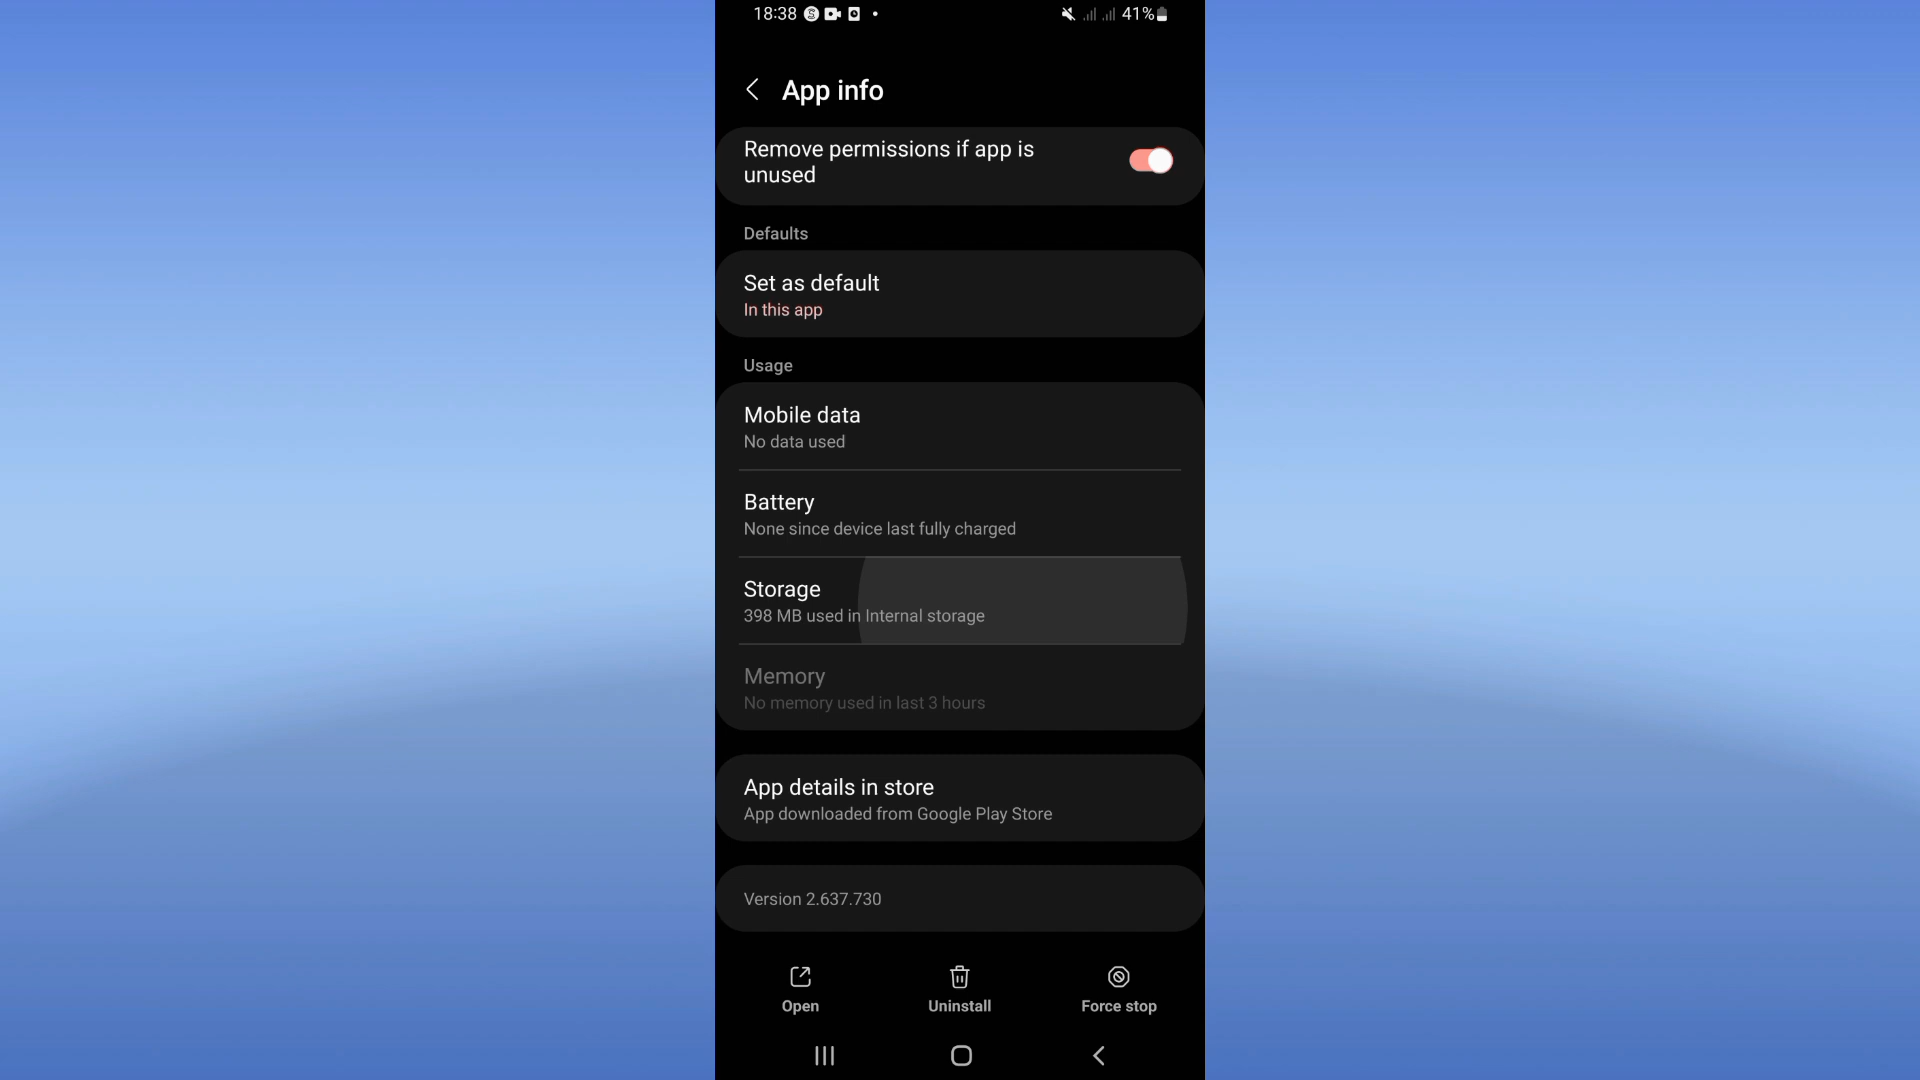 18:38
41%
App info
Remove permissions if app is
unused
Defaults
Set as default
In this app
Usage
Mobile data
No data used
Battery
None since device last fully charged
Storage
398 MB used in Internal storage
Memory
No memory used in last 3 hours
App details in store
App downloaded from Google Play Store
Version 2.637.730
Open
Uninstall
Force stop